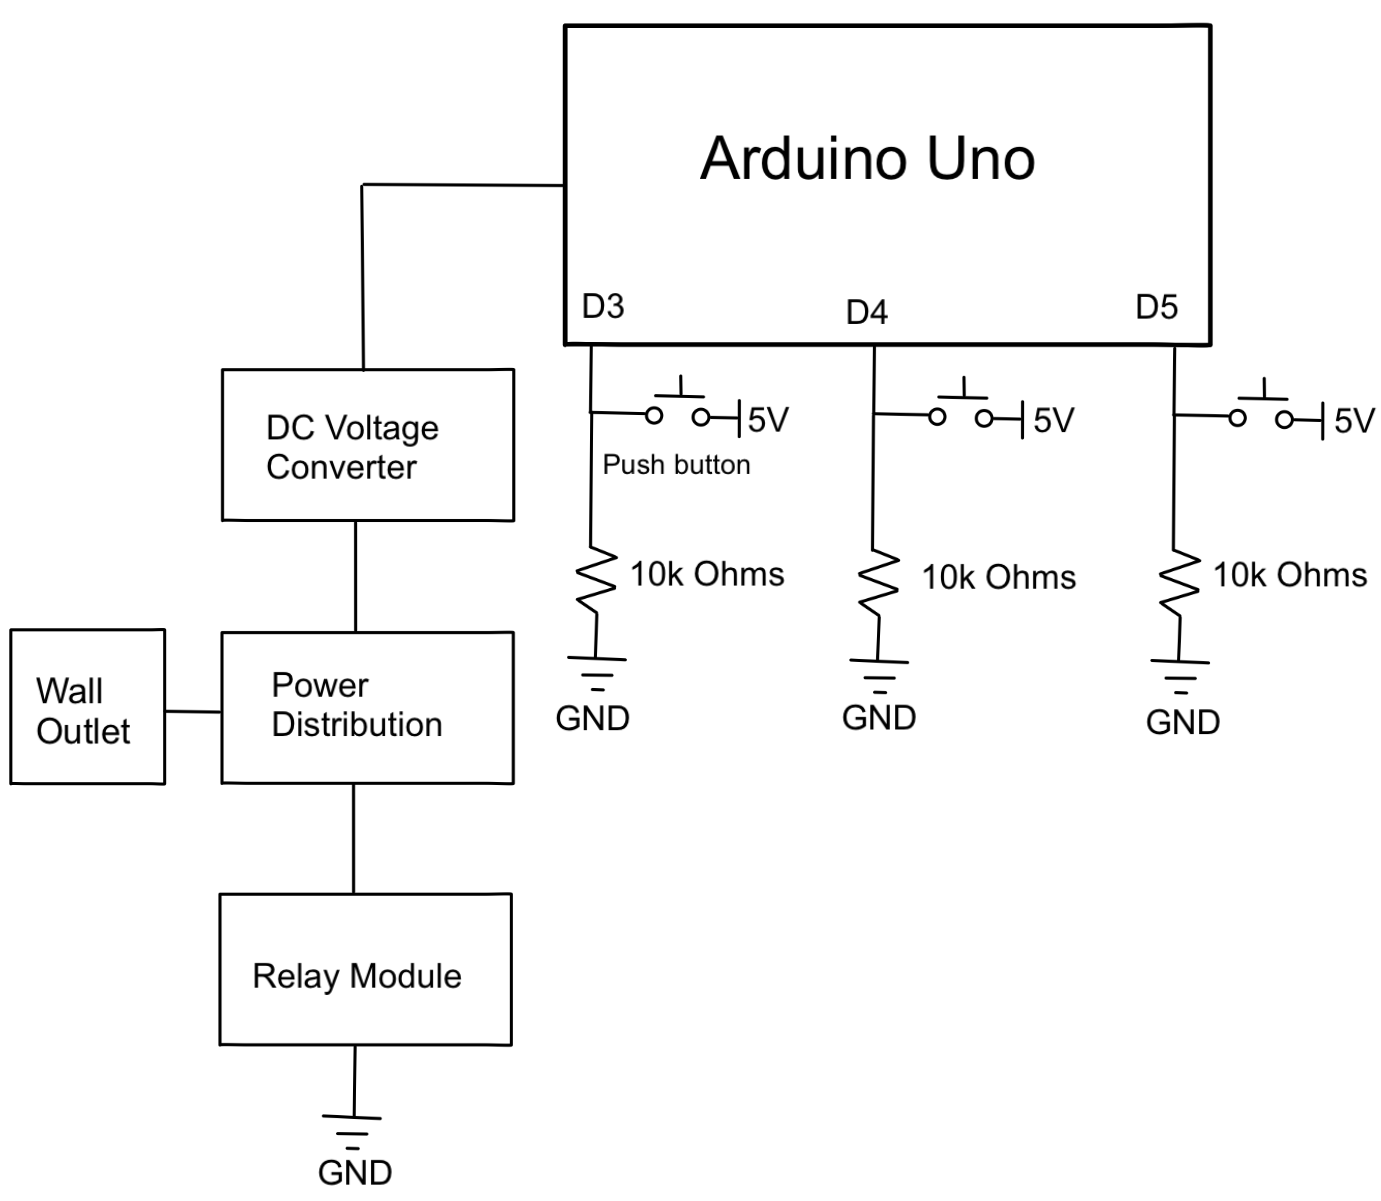 Arduino Uno
D3
D4
D5
5V
5V
5V
Push button
DC Voltage
Converter
10k Ohms
10k Ohms
10k Ohms
Wall
Outlet
Power
Distribution
GND
GND
GND
Relay Module
GND